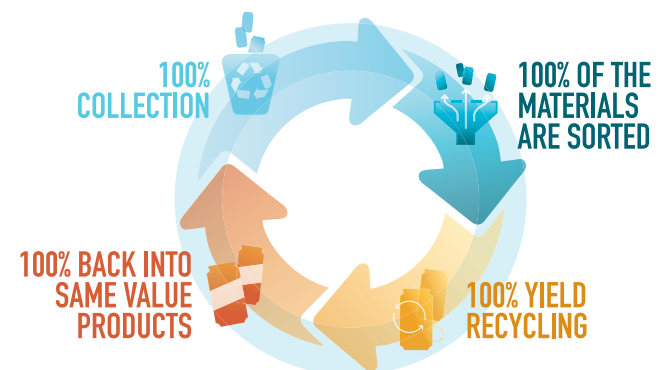 100%
COLLECTION
100% OF THE
MATERIALS
ARE SORTED
100% BACK INTO
SAME VALUE
PRODUCTS
100% YIELD
RECYCLING